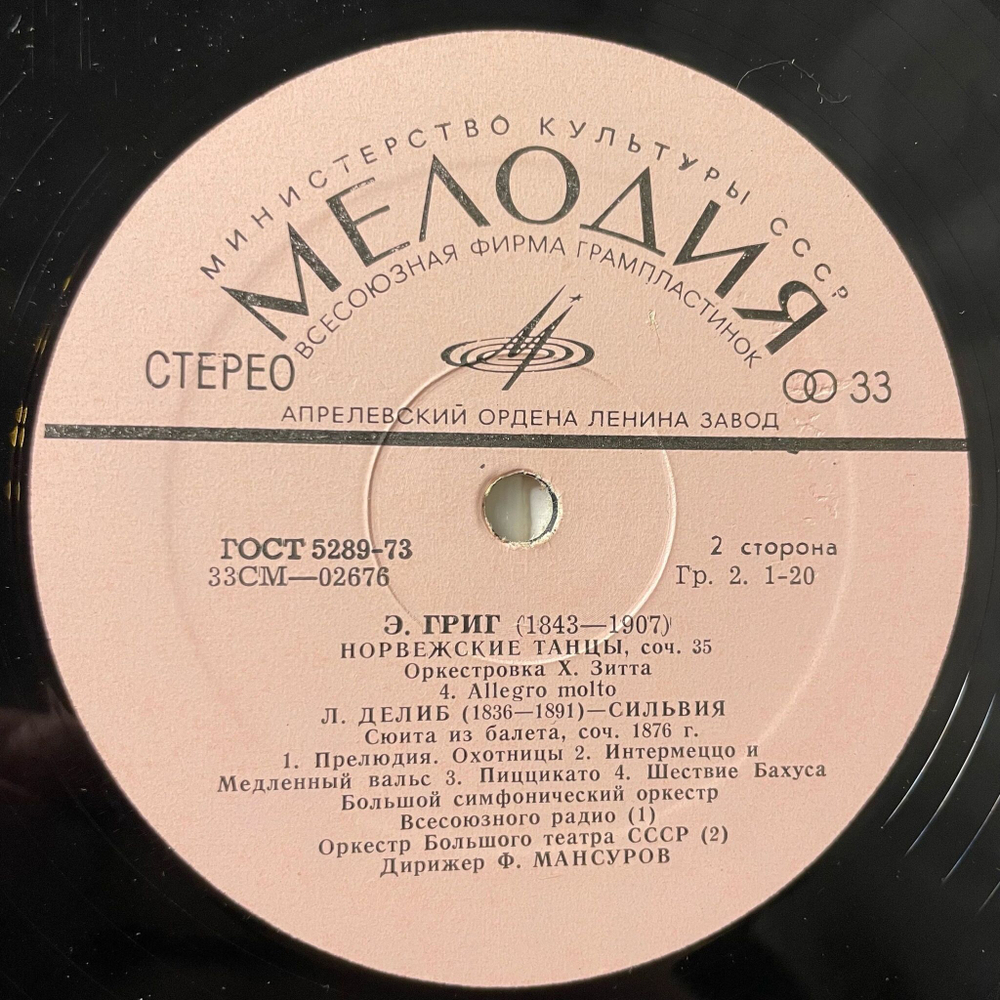 МИНИСТЕРСТВО КУЛЬТУРЫ СССР
МЕЛОДИЯ
ВСЕСОЮЗНАЯ ФИРМА ГРАМПЛАСТИНОК
СТЕРЕО
33
АПРЕЛЕВСКИЙ ОРДЕНА ЛЕНИНА ЗАВОД
ГОСТ 5289-73
2 сторона
33СМ—02676
Гр. 2. 1-20
Э. ГРИГ (1843—1907)
НОРВЕЖСКИЕ ТАНЦЫ, соч. 35
Оркестровка Х. Зитта
4. Allegro molto
Л. ДЕЛИБ (1836—1891)—СИЛЬВИЯ
Сюита из балета, соч. 1876 г.
1. Прелюдия. Охотницы 2. Интермеццо и
Медленный вальс 3. Пиццикато 4. Шествие Бахуса
Большой симфонический оркестр
Всесоюзного радио (1)
Оркестр Большого театра СССР (2)
Дирижер Ф. МАНСУРОВ